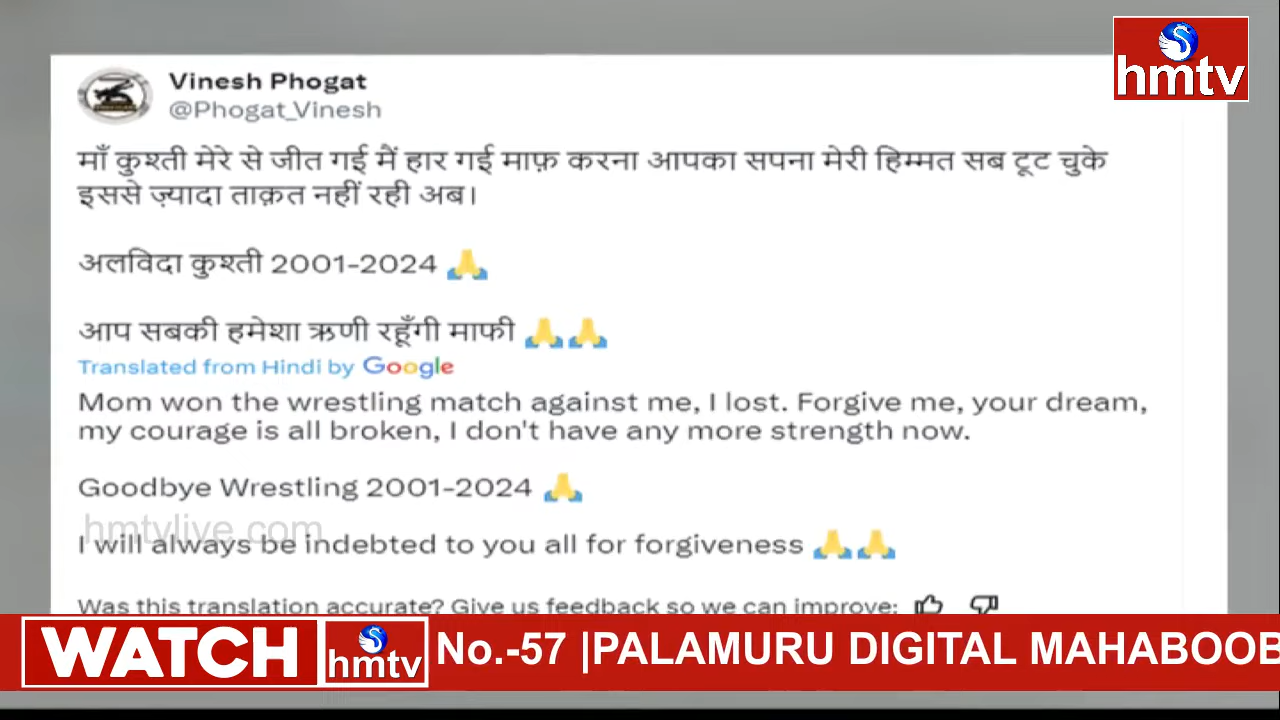 hmtv
Vinesh Phogat
@Phogat_Vinesh
माँ कुश्ती मेरे से जीत गई मैं हार गई माफ़ करना आपका सपना मेरी हिम्मत सब टूट चुके
इससे ज़्यादा ताक़त नहीं रही अब।
अलविदा कुश्ती 2001-2024 🙏
आप सबकी हमेशा ऋणी रहूँगी माफी 🙏🙏
Translated from Hindi by Google
Mom won the wrestling match against me, I lost. Forgive me, your dream,
my courage is all broken, I don't have any more strength now.
Goodbye Wrestling 2001-2024 🙏
hmtvlive.com
I will always be indebted to you all for forgiveness 🙏🙏
Was this translation accurate? Give us feedback so we can improve:
WATCH hmtv No.-57 |PALAMURU DIGITAL MAHABOOB